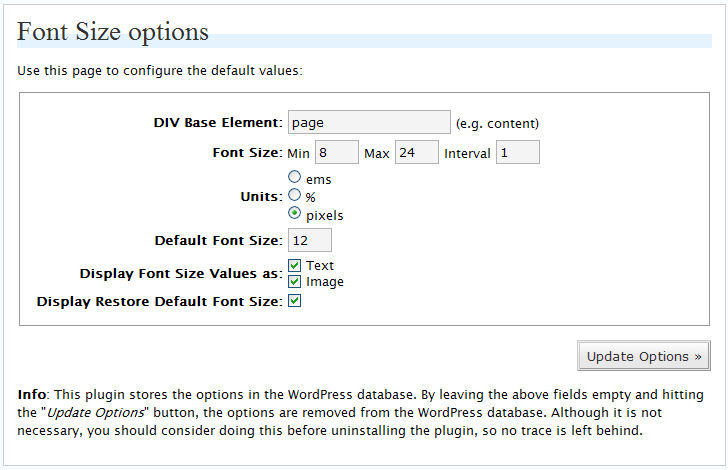 Font Size options
Use this page to configure the default values:
DIV Base Element: page (e.g. content)
Font Size: Min 8 Max 24 Interval 1
ems
Units: %
pixels
Default Font Size: 12
Display Font Size Values as: Text
Image
Display Restore Default Font Size:
Update Options »
Info: This plugin stores the options in the WordPress database. By leaving the above fields empty and hitting
the "Update Options" button, the options are removed from the WordPress database. Although it is not
necessary, you should consider doing this before uninstalling the plugin, so no trace is left behind.